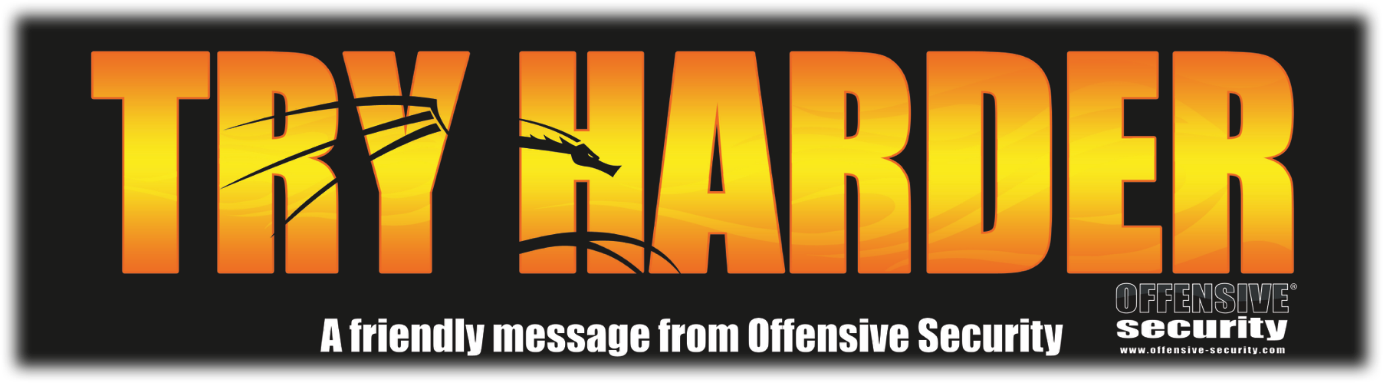 TRY HARDER
A friendly message from Offensive Security
OFFENSIVE®
security
www.offensive-security.com